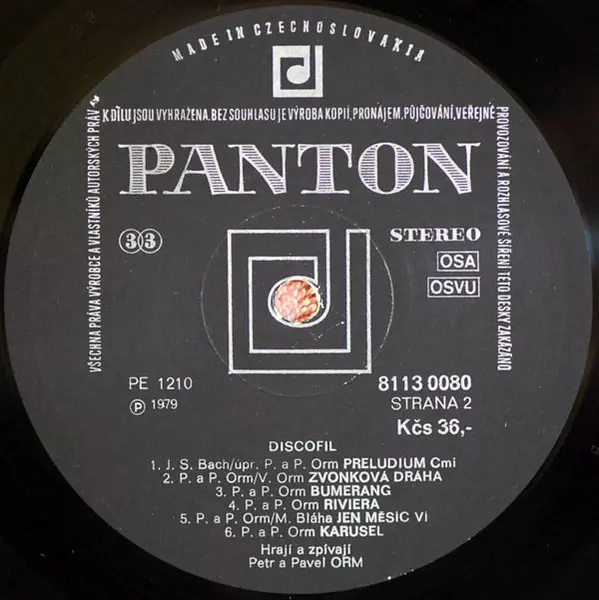 MADE IN CZECHOSLOVAKIA
VŠECHNA PRÁVA VÝROBCE A VLASTNÍKŮ AUTORSKÝCH PRÁV K DÍLU JSOU VYHRAŽENA. BEZ SOUHLASU JE VÝROBA KOPIÍ, PRONÁJEM, PŮJČOVÁNÍ, VEŘEJNÉ PROVOZOVÁNÍ A ROZHLASOVÉ ŠÍŘENÍ TÉTO DESKY ZAKÁZÁNO
PANTON
33
STEREO
OSA
OSVU
PE 1210
8113 0080
Ⓟ 1979
STRANA 2
Kčs 36,-
DISCOFIL
1. J. S. Bach/úpr. P. a P. Orm PRELUDIUM Cmi
2. P. a P. Orm/V. Orm ZVONKOVÁ DRÁHA
3. P. a P. Orm BUMERANG
4. P. a P. Orm RIVIERA
5. P. a P. Orm/M. Bláha JEN MĚSÍC VÍ
6. P. a P. Orm KARUSEL
Hrají a zpívají
Petr a Pavel ORM